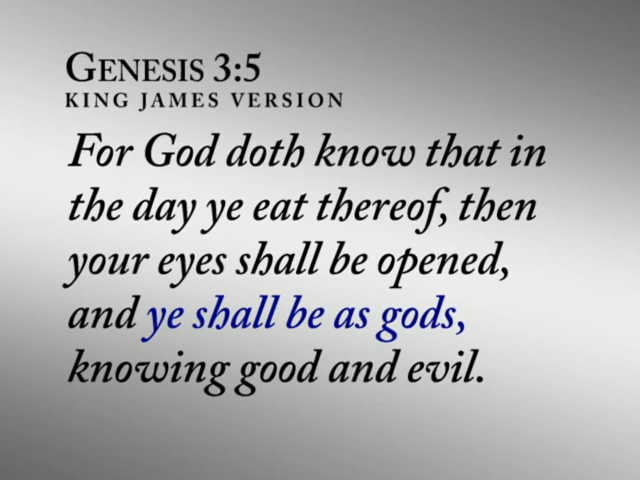 GENESIS 3:5
KING JAMES VERSION
For God doth know that in
the day ye eat thereof, then
your eyes shall be opened,
and ye shall be as gods,
knowing good and evil.